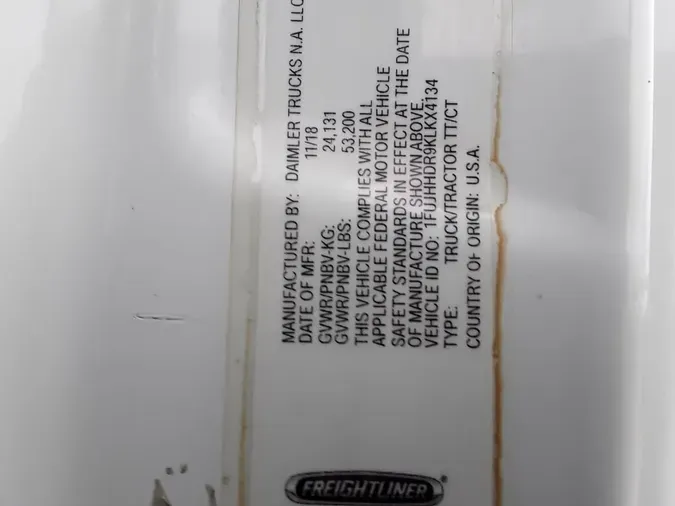 MANUFACTURED BY: DAIMLER TRUCKS N.A. LLC
DATE OF MFR: 11/18
GVWR/PNBV-KG: 24,131
GVWR/PNBV-LBS: 53,200
THIS VEHICLE COMPLIES WITH ALL
APPLICABLE FEDERAL MOTOR VEHICLE
SAFETY STANDARDS IN EFFECT AT THE DATE
OF MANUFACTURE SHOWN ABOVE.
VEHICLE ID NO: 1FUJHHDR9KLKX4134
TYPE: TRUCK/TRACTOR TT/CT
COUNTRY OF ORIGIN: U.S.A.
FREIGHTLINER